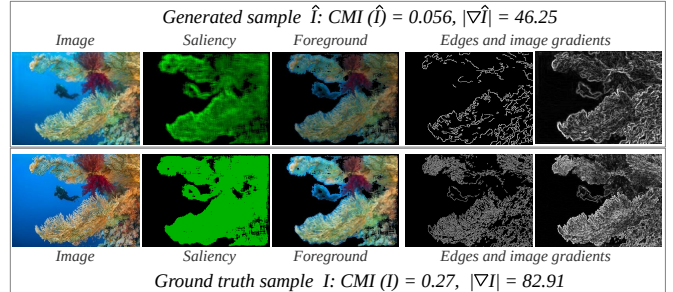 Generated sample Î: CMI (Î) = 0.056, |∇Î| = 46.25
Image Saliency Foreground Edges and image gradients
Image Saliency Foreground Edges and image gradients
Ground truth sample I: CMI (I) = 0.27, |∇I| = 82.91